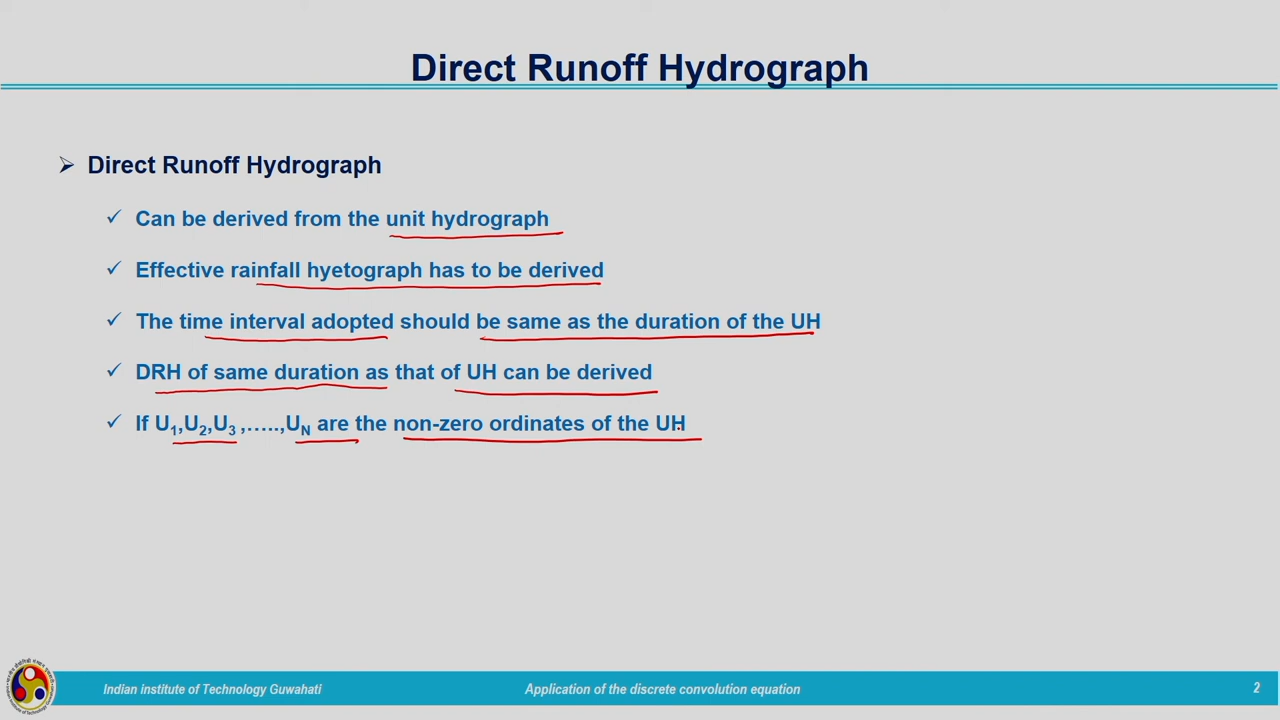 Direct Runoff Hydrograph
➢ Direct Runoff Hydrograph
✓ Can be derived from the unit hydrograph
✓ Effective rainfall hyetograph has to be derived
✓ The time interval adopted should be same as the duration of the UH
✓ DRH of same duration as that of UH can be derived
✓ If U₁,U₂,U₃ ,…..,U_N are the non-zero ordinates of the UH
Indian institute of Technology Guwahati
Application of the discrete convolution equation
2